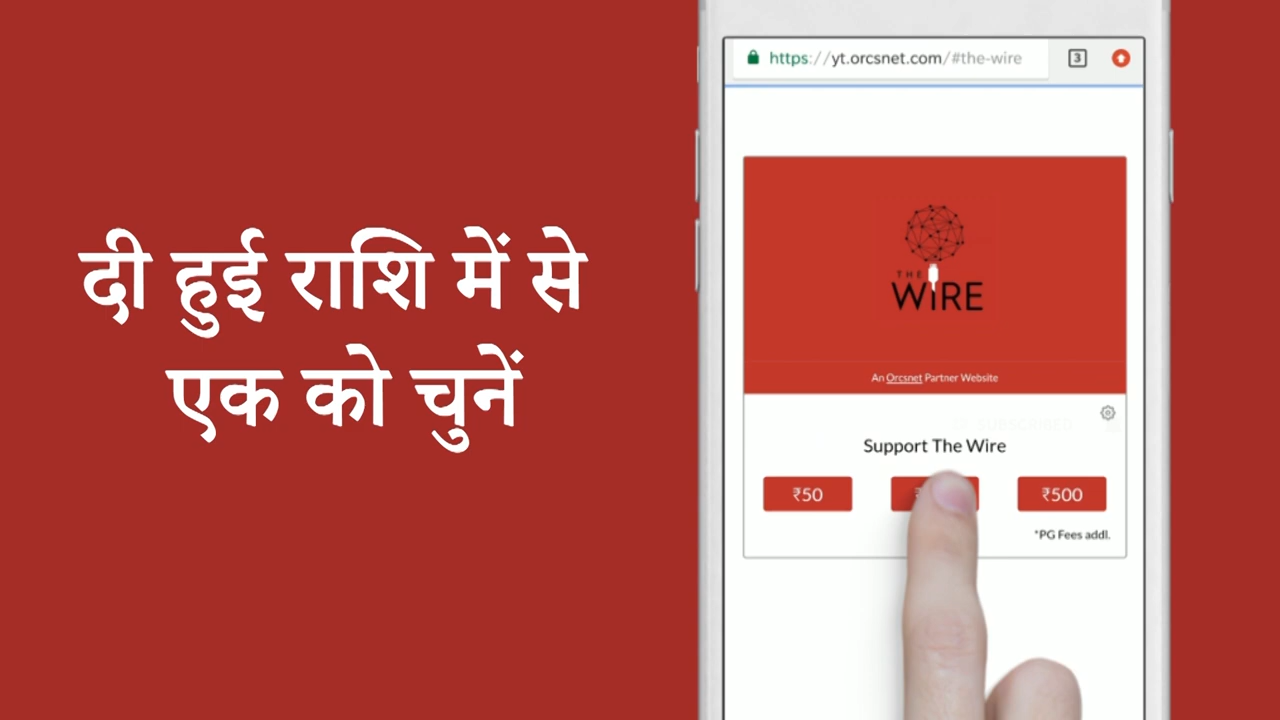 दी हुई राशि में से
एक को चुनें
https://yt.orcsnet.com/#the-wire
3
THE
WIRE
An Orcsnet Partner Website
Support The Wire
₹50
₹500
*PG Fees addl.